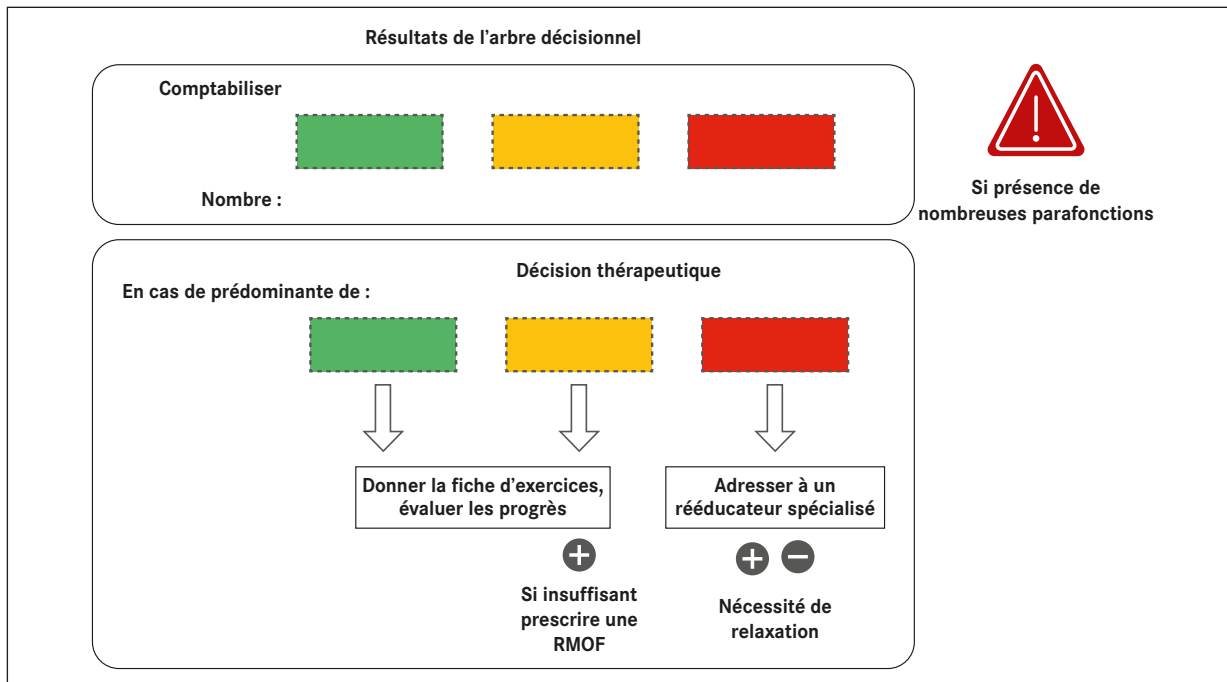 Résultats de l'arbre décisionnel
Comptabiliser
Nombre :
Si présence de
nombreuses parafonctions
Décision thérapeutique
En cas de prédominante de :
Donner la fiche d'exercices,
évaluer les progrès
Adresser à un
rééducateur spécialisé
Si insuffisant
prescrire une
RMOF
Nécessité de
relaxation